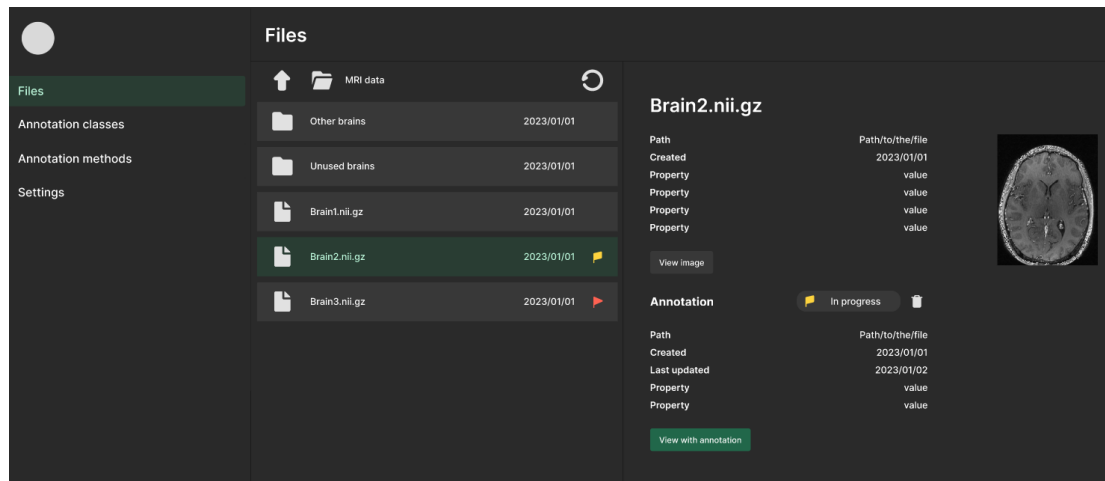 Files
Files
Annotation classes
Annotation methods
Settings
MRI data
Other brains 2023/01/01
Unused brains 2023/01/01
Brain1.nii.gz 2023/01/01
Brain2.nii.gz 2023/01/01
Brain3.nii.gz 2023/01/01
Brain2.nii.gz
Path Path/to/the/file
Created 2023/01/01
Property value
Property value
Property value
Property value
View image
Annotation In progress
Path Path/to/the/file
Created 2023/01/01
Last updated 2023/01/02
Property value
Property value
View with annotation